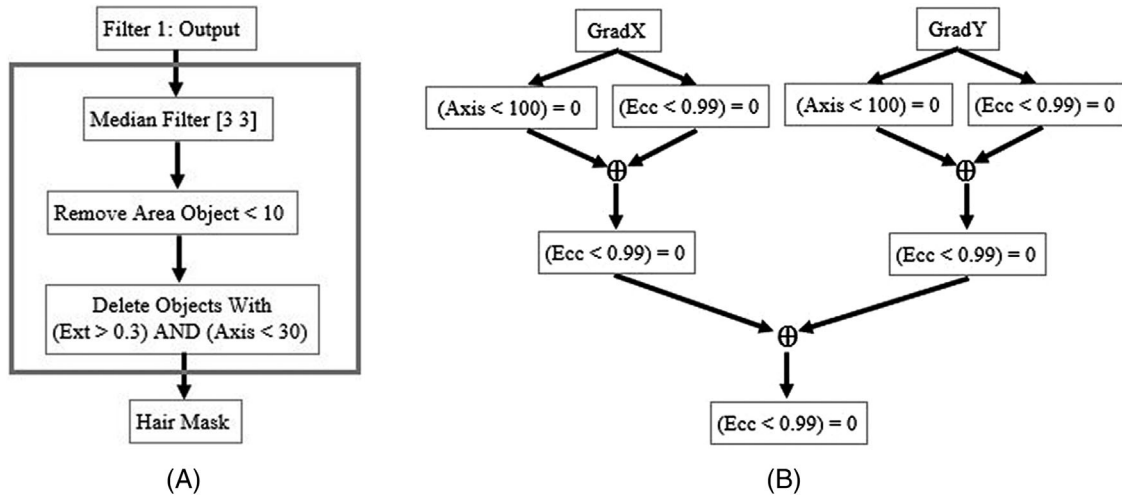 Filter 1: Output
Median Filter [3 3]
Remove Area Object < 10
Delete Objects With
(Ext > 0.3) AND (Axis < 30)
Hair Mask
(A)
GradX
GradY
(Axis < 100) = 0
(Ecc < 0.99) = 0
(Axis < 100) = 0
(Ecc < 0.99) = 0
⊕
⊕
(Ecc < 0.99) = 0
(Ecc < 0.99) = 0
⊕
(Ecc < 0.99) = 0
(B)